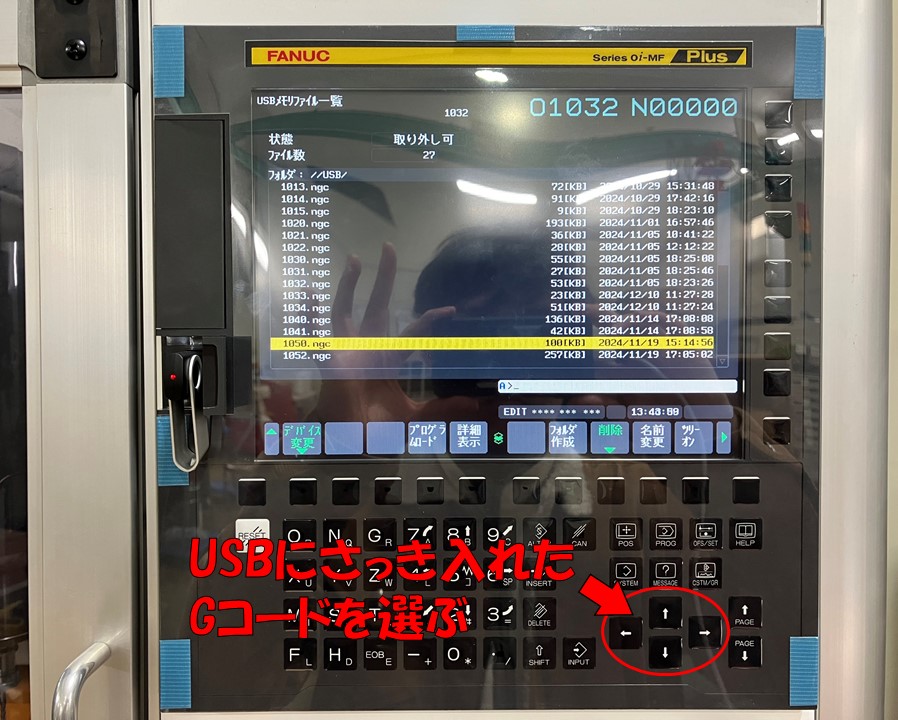 FANUC
Series 0i-MF Plus
USBメモリファイル一覧
1032
O1032 N00000
状態 取り外し可
ファイル数 27
フォルダ: //USB/
1013.ngc 72[KB] 2024/10/29 15:31:48
1014.ngc 91[KB] 2024/10/29 17:42:16
1015.ngc 9[KB] 2024/10/29 18:23:10
1020.ngc 193[KB] 2024/11/01 16:57:46
1021.ngc 36[KB] 2024/11/05 10:41:22
1022.ngc 28[KB] 2024/11/05 12:12:22
1030.ngc 55[KB] 2024/11/05 18:25:08
1031.ngc 27[KB] 2024/11/05 18:25:46
1032.ngc 53[KB] 2024/11/05 18:23:26
1033.ngc 23[KB] 2024/12/10 11:27:28
1034.ngc 51[KB] 2024/12/10 11:27:24
1040.ngc 136[KB] 2024/11/14 17:08:08
1041.ngc 42[KB] 2024/11/14 17:08:58
1050.ngc 100[KB] 2024/11/19 15:14:56
1052.ngc 257[KB] 2024/11/19 17:05:02
A>_
EDIT **** *** ***
デバイス変更
プログラムロード
詳細表示
フォルダ作成
削除
名前変更
ツリーオン
RESET
POS
PROG
OFS/SET
HELP
SYSTEM
MESSAGE
CSTM/GR
INSERT
DELETE
PAGE
PAGE
F L
H D
EOB E
SHIFT
INPUT
USBにさっき入れた
Gコードを選ぶ